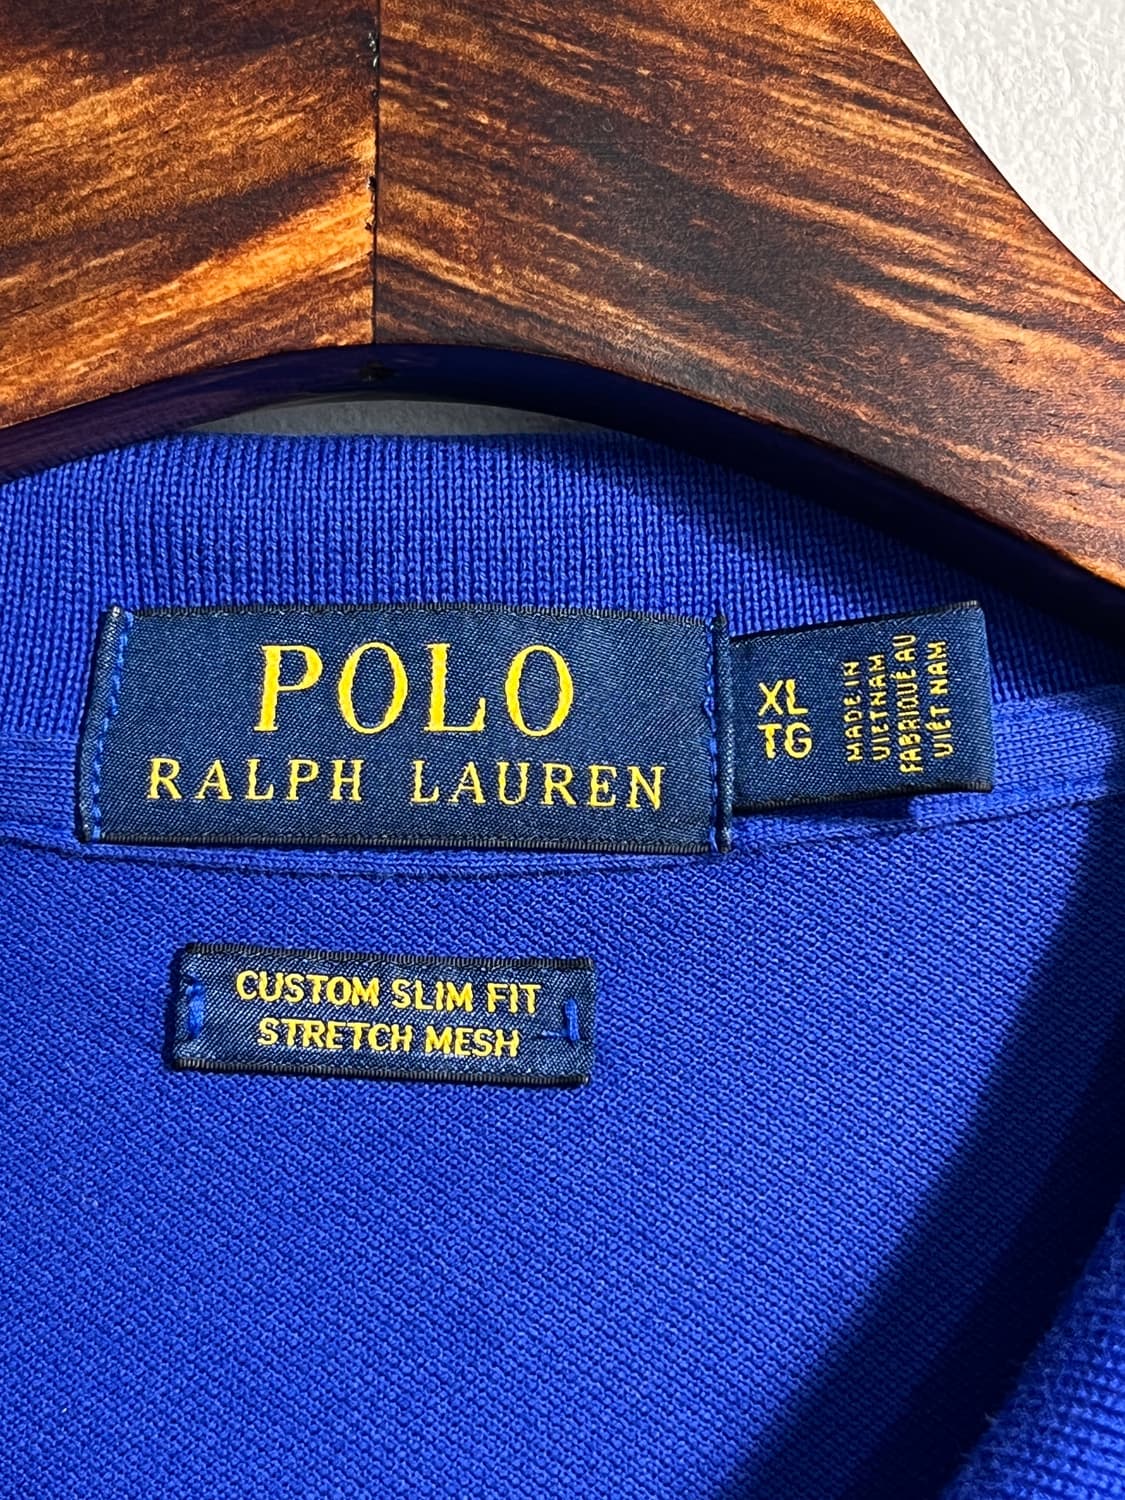 POLO
RALPH LAUREN
XL
TG
MADE IN
VIETNAM
FABRIQUÉ AU
VIÊT NAM
CUSTOM SLIM FIT
STRETCH MESH